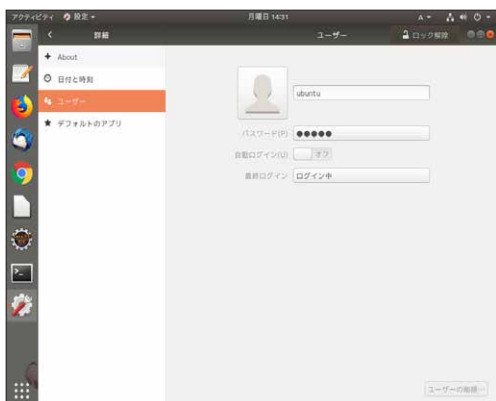 アクティビティ 設定 月曜日 14:31 A
詳細 ユーザー ロック解除
About
日付と時刻
ユーザー
デフォルトのアプリ
ubuntu
パスワード(P) ●●●●●
自動ログイン(U) オフ
最終ログイン ログイン中
ユーザーの削除…